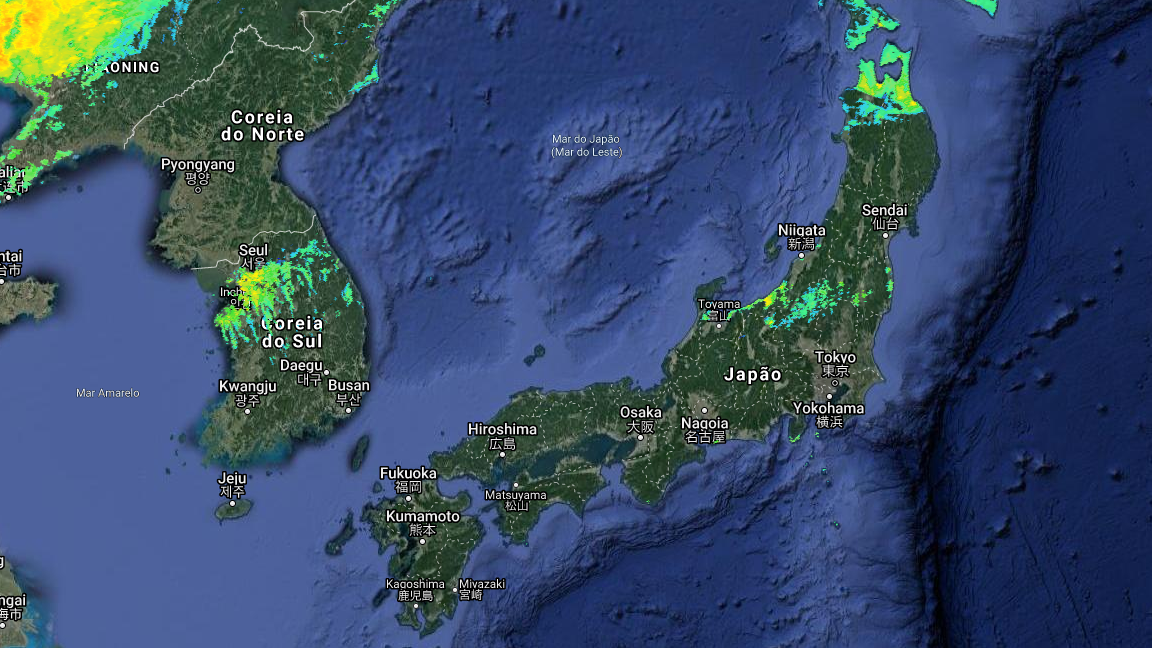 LIAONING
Coreia
do Norte
Mar do Japão
(Mar do Leste)
Pyongyang
평양
Sendai
仙台
Niigata
新潟
Seul
서울
Toyama
富山
Coreia
do Sul
Tokyo
東京
Daegu
대구
Japão
Kwangju
광주
Busan
부산
Mar Amarelo
Yokohama
横浜
Osaka
大阪
Nagoia
名古屋
Hiroshima
広島
Fukuoka
福岡
Jeju
제주
Matsuyama
松山
Kumamoto
熊本
Kagoshima
鹿児島
Miyazaki
宮崎